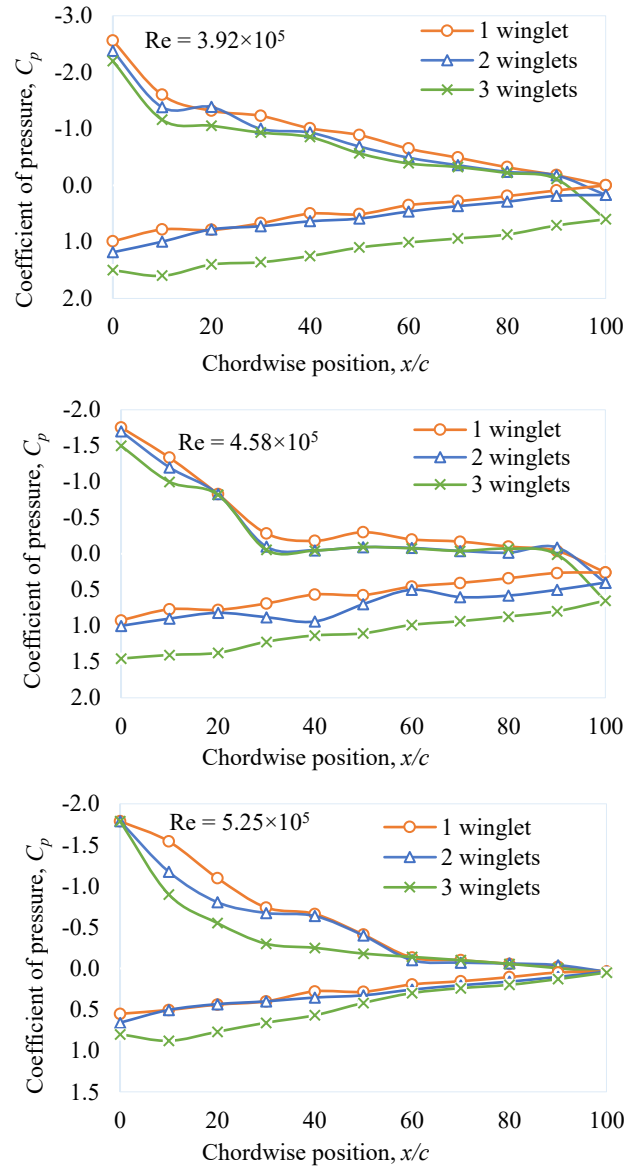 -3.0
Re = 3.92×10⁵
1 winglet
2 winglets
3 winglets
-2.0
-1.0
0.0
1.0
2.0
Coefficient of pressure, Cp
0 20 40 60 80 100
Chordwise position, x/c
-2.0
Re = 4.58×10⁵
1 winglet
2 winglets
3 winglets
-1.5
-1.0
-0.5
0.0
0.5
1.0
1.5
2.0
Coefficient of pressure, Cp
0 20 40 60 80 100
Chordwise position, x/c
-2.0
Re = 5.25×10⁵
1 winglet
2 winglets
3 winglets
-1.5
-1.0
-0.5
0.0
0.5
1.0
1.5
Coefficient of pressure, Cp
0 20 40 60 80 100
Chordwise position, x/c